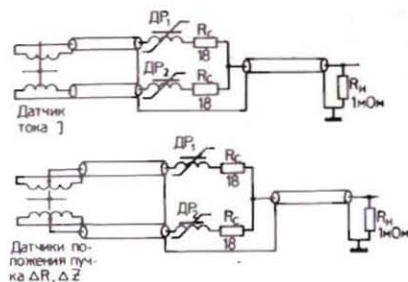 ДР₁
Rс
18
ДР₂
Rс
18
Rн
1мОм
Датчик
тока J
ДР₁
Rс
18
ДР₂
Rс
18
Rн
1мОм
Датчики по-
ложения пуч-
ка ΔR, ΔZ